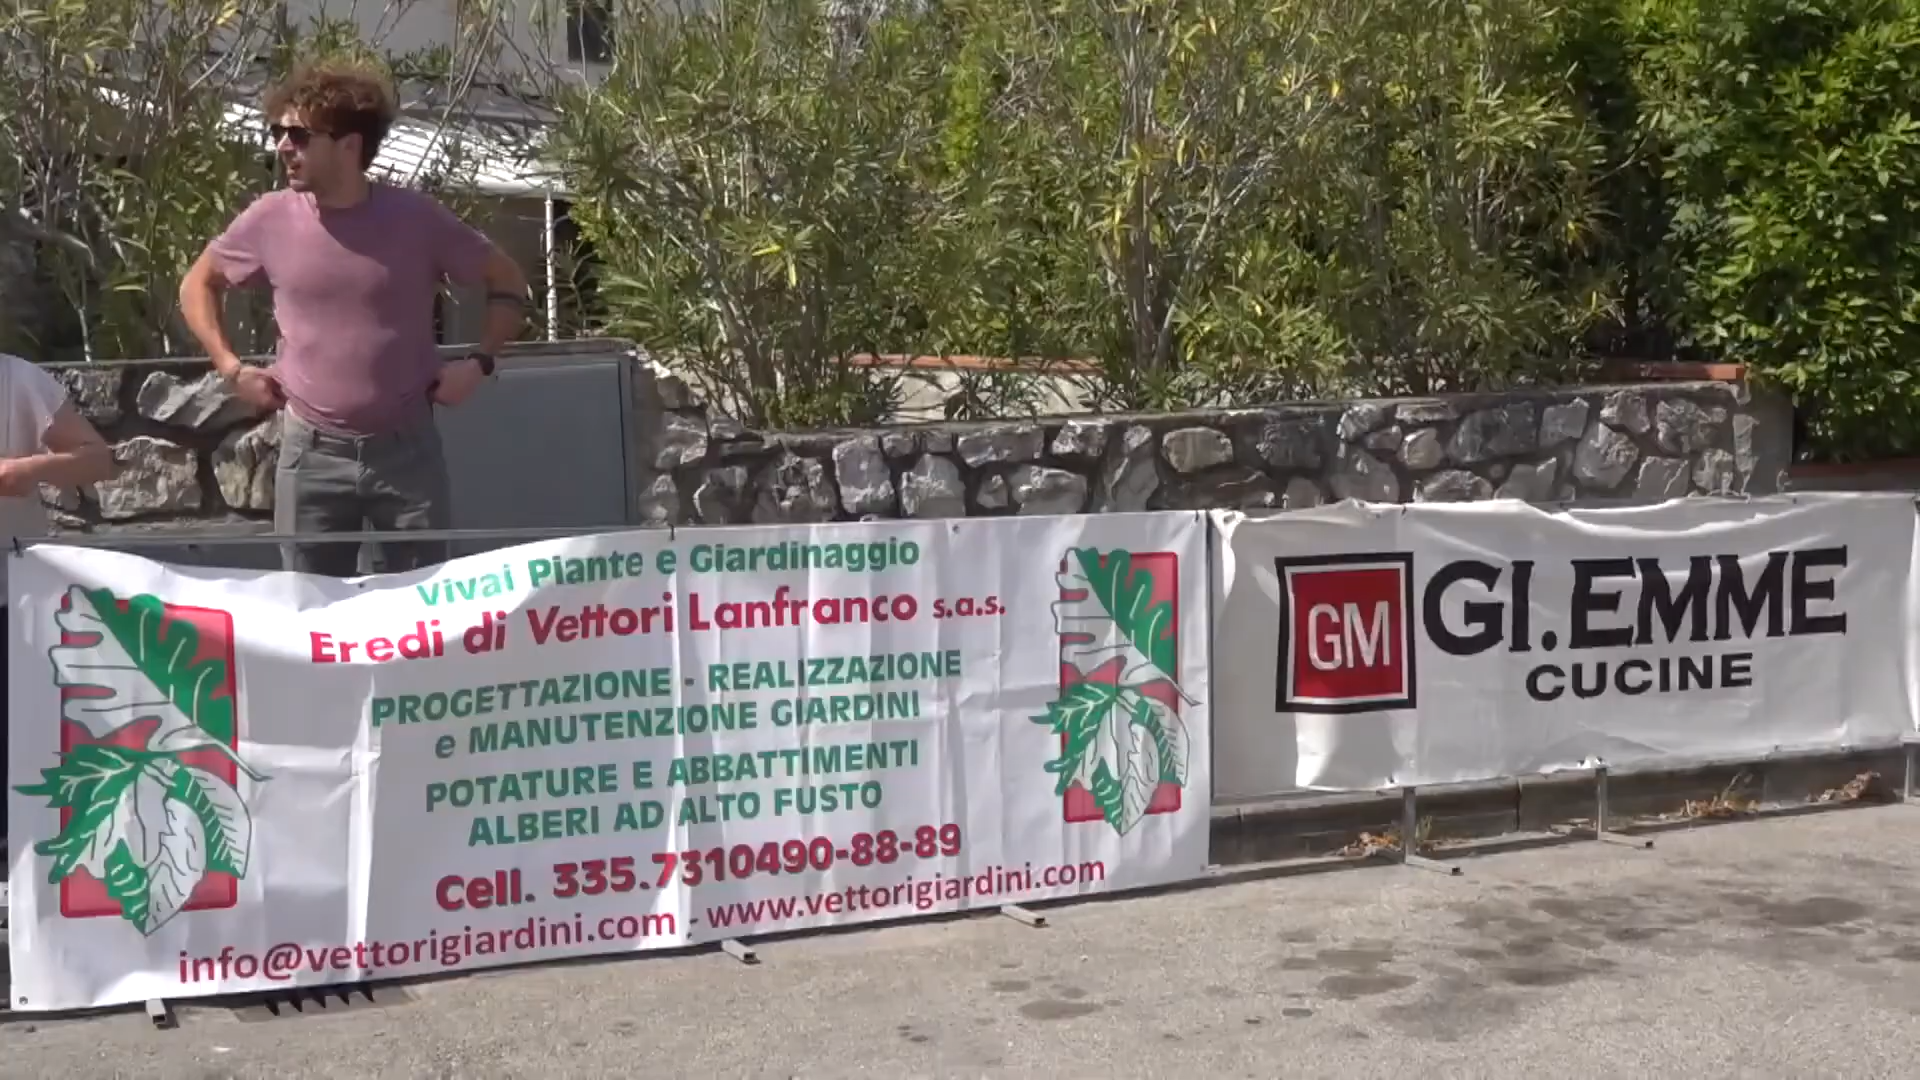 Vivai Piante e Giardinaggio
Eredi di Vettori Lanfranco s.a.s.
PROGETTAZIONE - REALIZZAZIONE
e MANUTENZIONE GIARDINI
POTATURE E ABBATTIMENTI
ALBERI AD ALTO FUSTO
Cell. 335.7310490-88-89
info@vettorigiardini.com - www.vettorigiardini.com
GM
GI.EMME
CUCINE